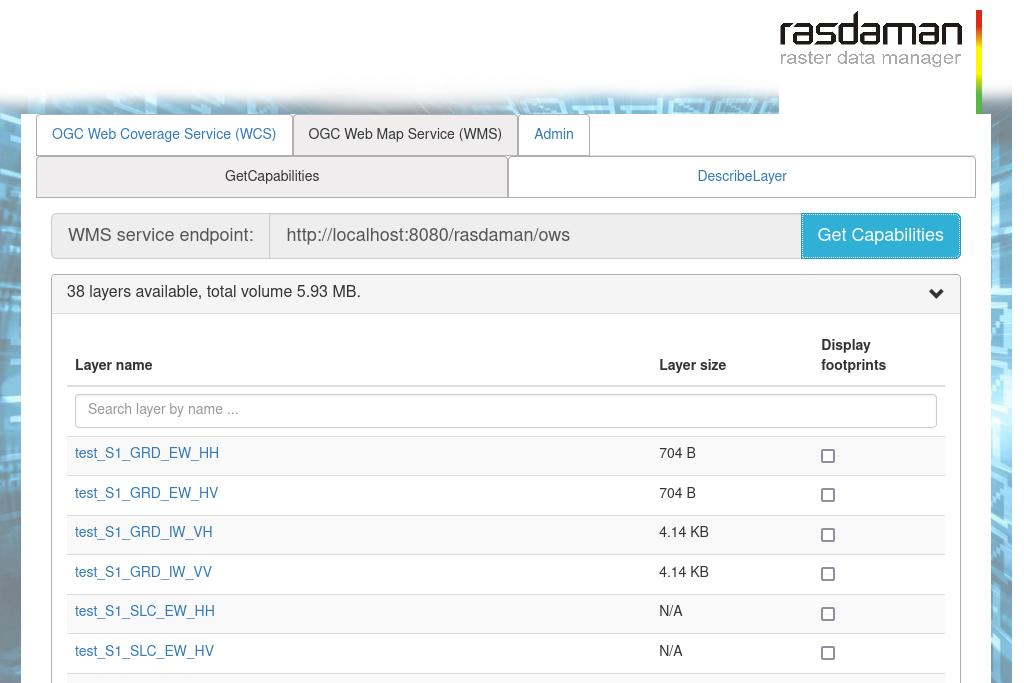 rasdaman
raster data manager
OGC Web Coverage Service (WCS) OGC Web Map Service (WMS) Admin
GetCapabilities DescribeLayer
WMS service endpoint: http://localhost:8080/rasdaman/ows Get Capabilities
38 layers available, total volume 5.93 MB.
Layer name Layer size Display footprints
Search layer by name ...
test_S1_GRD_EW_HH 704 B
test_S1_GRD_EW_HV 704 B
test_S1_GRD_IW_VH 4.14 KB
test_S1_GRD_IW_VV 4.14 KB
test_S1_SLC_EW_HH N/A
test_S1_SLC_EW_HV N/A